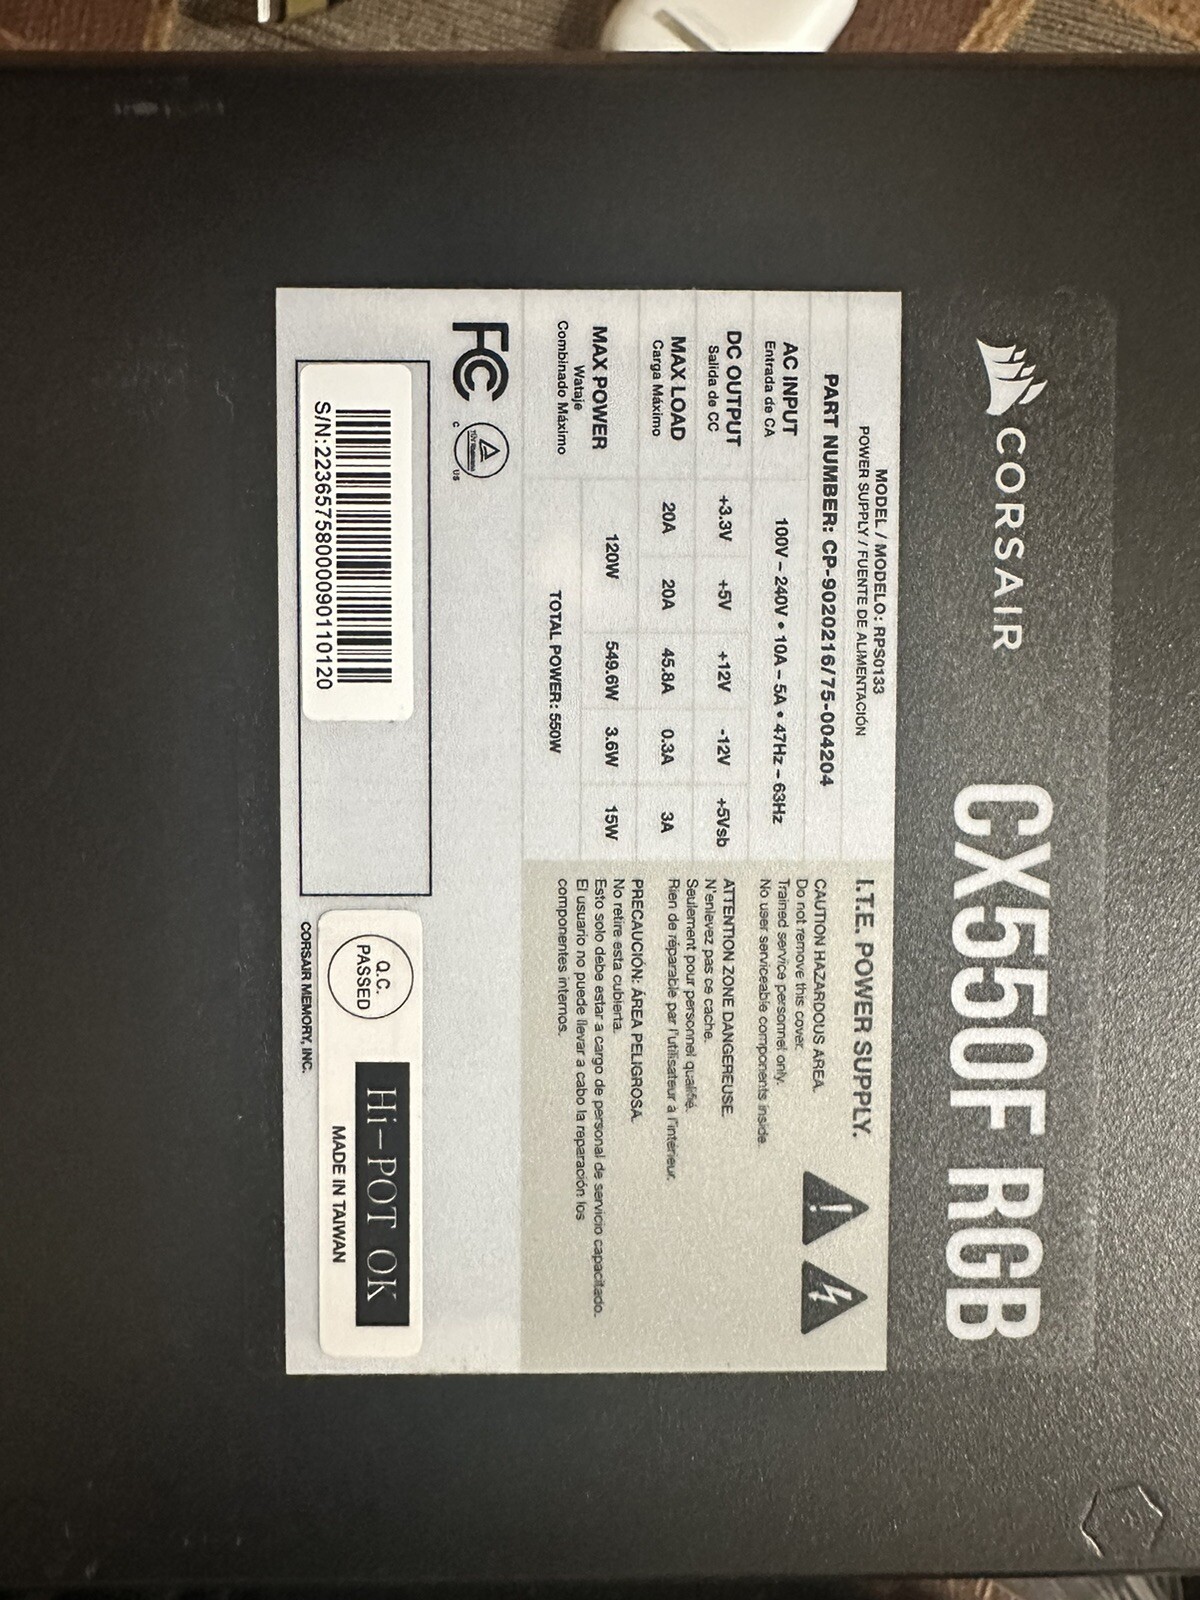 CORSAIR
CX550F RGB
MODEL / MODELO: RPS0133
POWER SUPPLY / FUENTE DE ALIMENTACIÓN
PART NUMBER: CP-9020216/75-004204
AC INPUT
Entrada de CA
100V – 240V • 10A – 5A • 47Hz – 63Hz
DC OUTPUT
Salida de CC
+3.3V +5V +12V -12V +5Vsb
MAX LOAD
Carga Máximo
20A 20A 45.8A 0.3A 3A
MAX POWER
Wataje
Combinado Máximo
120W 549.6W 3.6W 15W
TOTAL POWER: 550W
I.T.E. POWER SUPPLY.
CAUTION HAZARDOUS AREA.
Do not remove this cover.
Trained service personnel only.
No user serviceable components inside.
ATTENTION ZONE DANGEREUSE.
N'enlevez pas ce cache.
Seulement pour personnel qualifié.
Rien de réparable par l'utilisateur à l'intérieur.
PRECAUCIÓN: ÁREA PELIGROSA.
No retire esta cubierta.
Esto solo debe estar a cargo de personal de servicio capacitado.
El usuario no puede llevar a cabo la reparación los
componentes internos.
FC
TÜV Rheinland
C US
S/N:22365758000090110120
Q.C.
PASSED
Hi-POT OK
MADE IN TAIWAN
CORSAIR MEMORY, INC.